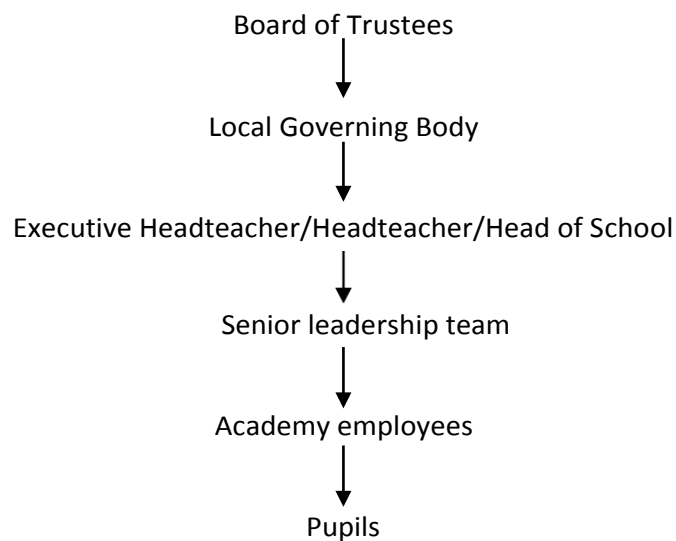 Board of Trustees
Local Governing Body
Executive Headteacher/Headteacher/Head of School
Senior leadership team
Academy employees
Pupils